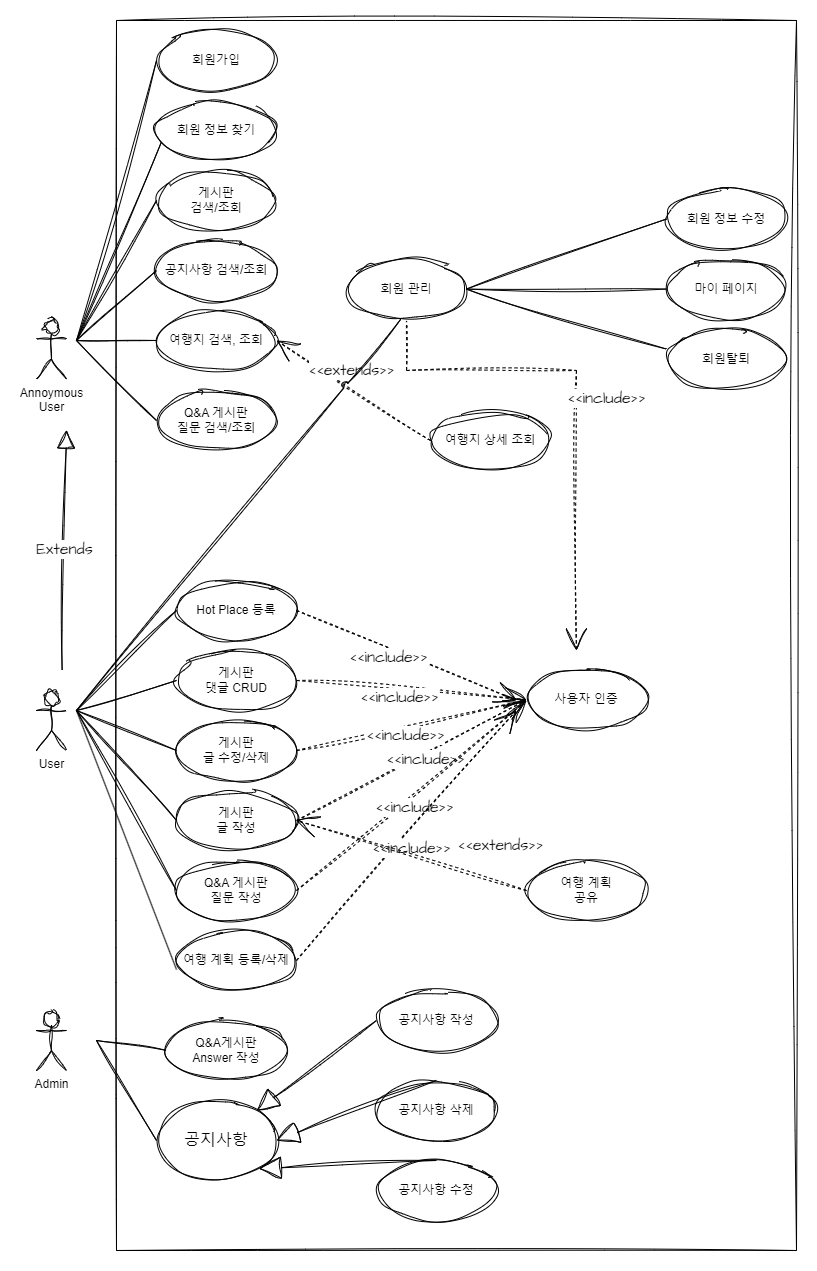 회원가입
회원 정보 찾기
게시판
검색/조회
공지사항 검색/조회
여행지 검색, 조회
Q&A 게시판
질문 검색/조회
Annoymous
User
회원 관리
회원 정보 수정
마이 페이지
회원탈퇴
<<extends>>
<<include>>
여행지 상세 조회
Extends
Hot Place 등록
게시판
댓글 CRUD
게시판
글 수정/삭제
게시판
글 작성
Q&A 게시판
질문 작성
여행 계획 등록/삭제
User
<<include>>
<<include>>
<<include>>
<<include>>
<<include>>
<<include>>
<<extends>>
사용자 인증
여행 계획
공유
Admin
Q&A게시판
Answer 작성
공지사항
공지사항 작성
공지사항 삭제
공지사항 수정